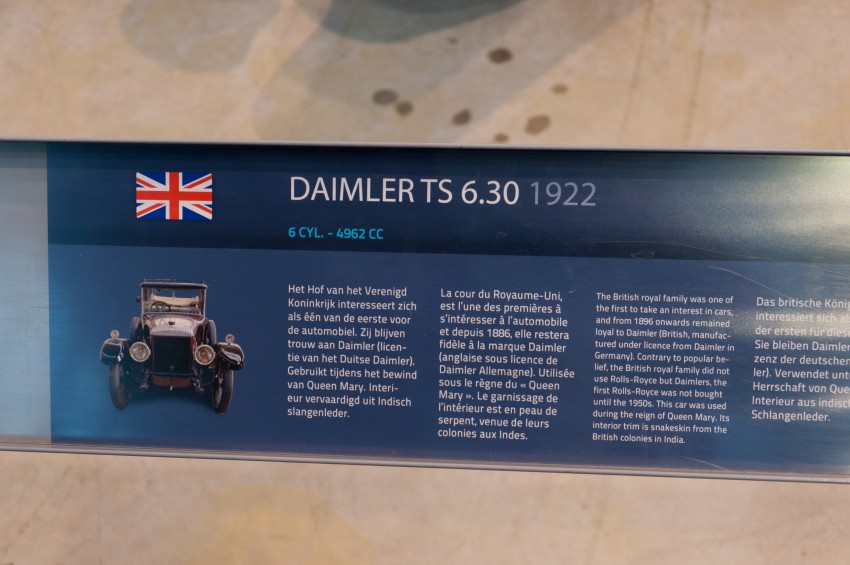 DAIMLER TS 6.30 1922
6 CYL. - 4962 CC
Het Hof van het Verenigd
Koninkrijk interesseert zich
als één van de eerste voor
de automobiel. Zij blijven
trouw aan Daimler (licen-
tie van het Duitse Daimler).
Gebruikt tijdens het bewind
van Queen Mary. Interi-
eur vervaardigd uit Indisch
slangenleder.
La cour du Royaume-Uni,
est l'une des premières à
s'intéresser à l'automobile
et depuis 1886, elle restera
fidèle à la marque Daimler
(anglaise sous licence de
Daimler Allemagne). Utilisée
sous le règne du « Queen
Mary ». Le garnissage de
l'intérieur est en peau de
serpent, venue de leurs
colonies aux Indes.
The British royal family was one of
the first to take an interest in cars,
and from 1896 onwards remained
loyal to Daimler (British, manufac-
tured under licence from Daimler in
Germany). Contrary to popular be-
lief, the British royal family did not
use Rolls-Royce but Daimlers, the
first Rolls-Royce was not bought
until the 1950s. This car was used
during the reign of Queen Mary. Its
interior trim is snakeskin from the
British colonies in India.
Das britische Köni
interessiert sich al
der ersten für diese
Sie bleiben Daimler
zenz der deutschen
ler). Verwendet unt
Herrschaft von Que
Interieur aus indisc
Schlangenleder.